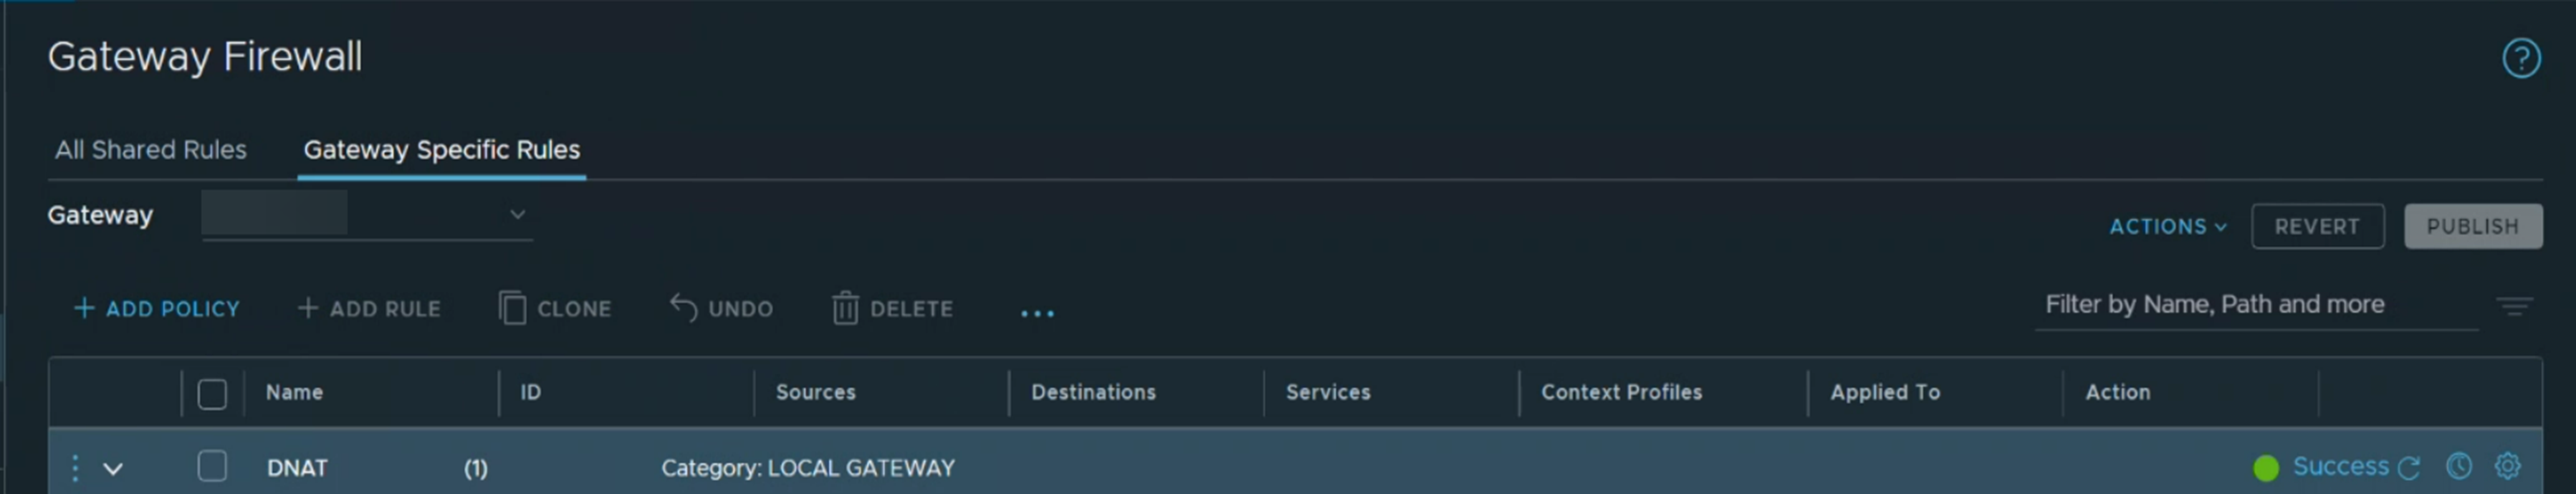 Gateway Firewall
?
All Shared Rules Gateway Specific Rules
Gateway
ACTIONS REVERT PUBLISH
+ ADD POLICY + ADD RULE CLONE UNDO DELETE ...
Filter by Name, Path and more
Name ID Sources Destinations Services Context Profiles Applied To Action
DNAT (1) Category: LOCAL GATEWAY Success